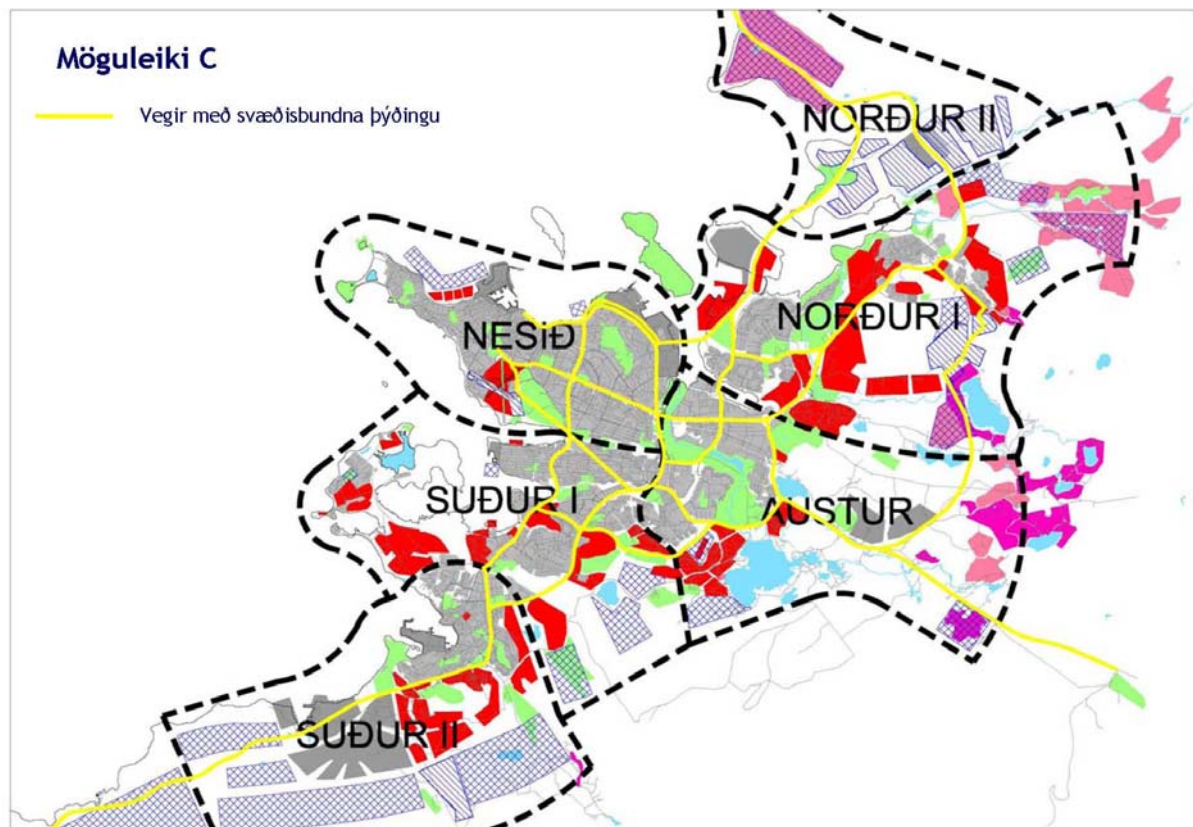 Möguleiki C
Vegir með svæðisbundna þýðingu
NORÐUR II
NORÐUR I
NESIÐ
SUÐUR I
AUSTUR
SUÐUR II